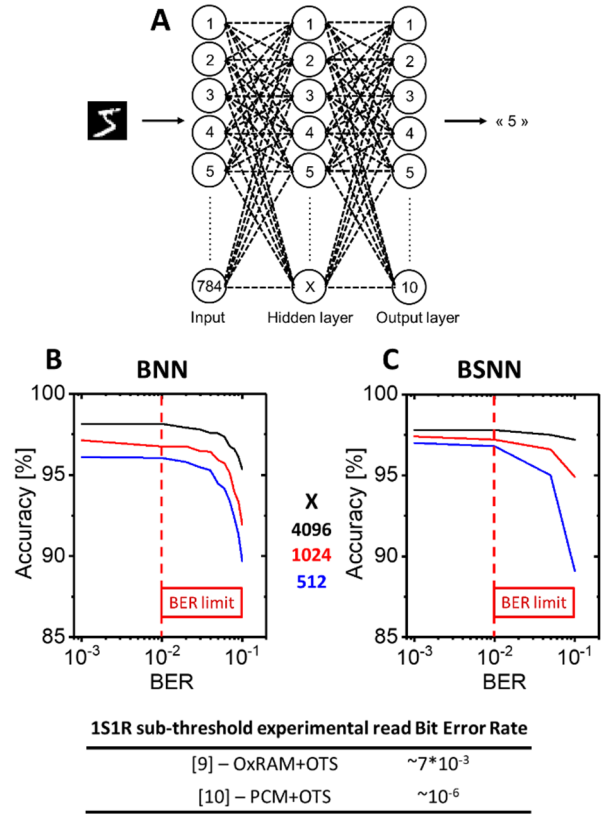 A
1 1 1
2 2 2
3 3 3
4 4 4
5 5 5
« 5 »
784 X 10
Input Hidden layer Output layer
B BNN
C BSNN
100 95 90 85
Accuracy [%]
BER limit
10-3 10-2 10-1
BER
X
4096
1024
512
100 95 90 85
Accuracy [%]
BER limit
10-3 10-2 10-1
BER
1S1R sub-threshold experimental read Bit Error Rate
[9] – OxRAM+OTS ~7*10-3
[10] – PCM+OTS ~10-6